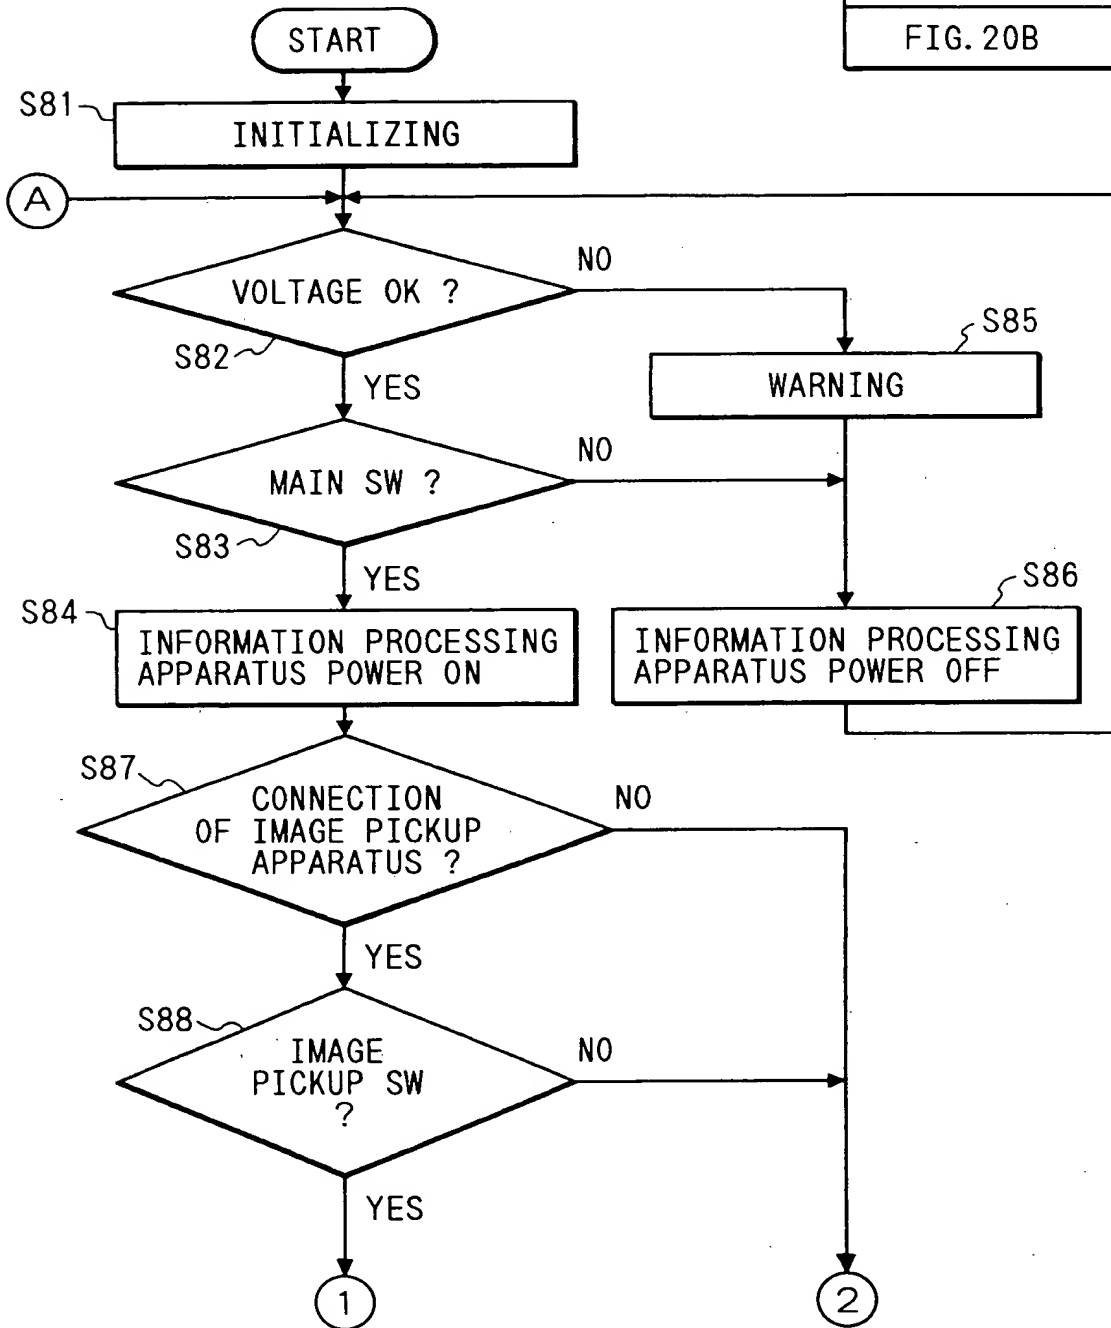 START
FIG. 20B
S81
INITIALIZING
A
VOLTAGE OK ?
NO
S82
YES
S85
WARNING
MAIN SW ?
NO
S83
YES
S84
INFORMATION PROCESSING
APPARATUS POWER ON
S86
INFORMATION PROCESSING
APPARATUS POWER OFF
S87
CONNECTION
OF IMAGE PICKUP
APPARATUS ?
NO
YES
S88
IMAGE
PICKUP SW
?
NO
YES
1
2